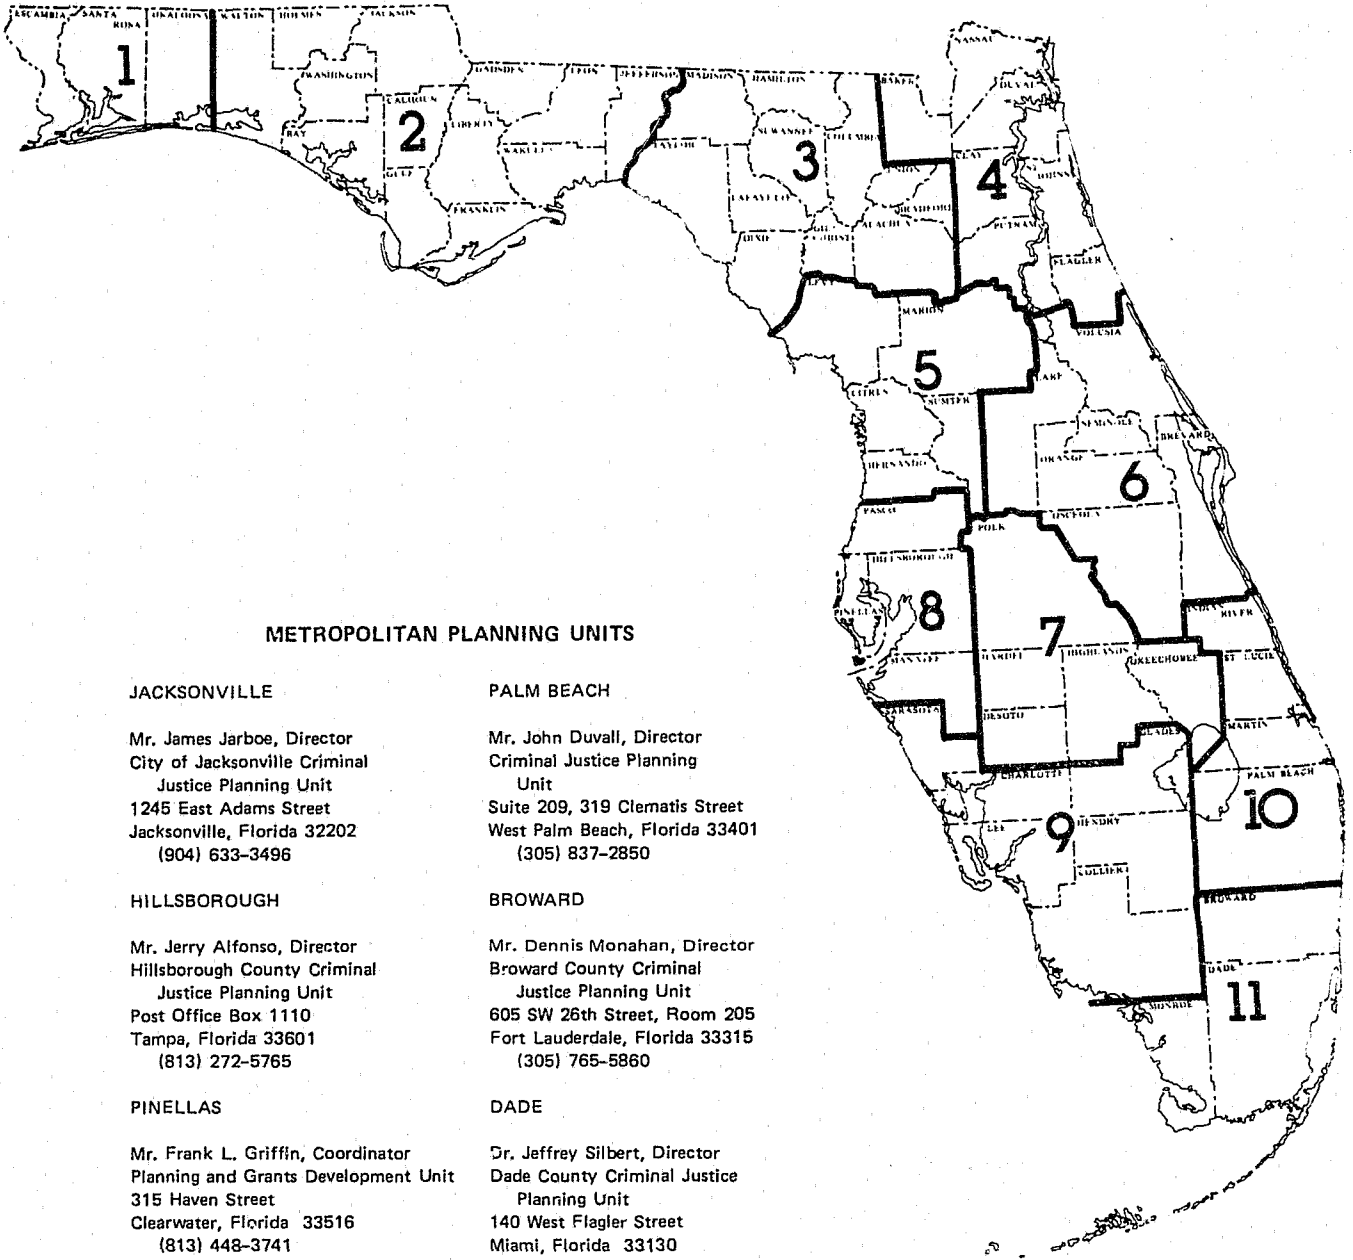 ESCAMBIA
SANTA
ROSA
OKALOOSA
WALTON
HOLMES
JACKSON
1
WASHINGTON
BAY
CALHOUN
2
GULF
LIBERTY
GADSDEN
LEON
WAKULLA
FRANKLIN
JEFFERSON
MADISON
HAMILTON
TAYLOR
SUWANNEE
COLUMBIA
3
LAFAYETTE
DIXIE
GIL-
CHRIST
ALACHUA
UNION
BRADFORD
BAKER
NASSAU
DUVAL
CLAY
4
ST
JOHNS
PUTNAM
FLAGLER
LEVY
MARION
5
CITRUS
SUMTER
HERNANDO
VOLUSIA
LAKE
SEMINOLE
ORANGE
BREVARD
6
OSCEOLA
PASCO
POLK
HILLSBOROUGH
PINELLAS
8
MANATEE
7
HARDEE
HIGHLANDS
OKEECHOBEE
INDIAN
RIVER
ST LUCIE
SARASOTA
DESOTO
GLADES
MARTIN
CHARLOTTE
PALM BEACH
10
LEE
9
HENDRY
COLLIER
BROWARD
DADE
11
MONROE
METROPOLITAN PLANNING UNITS
JACKSONVILLE
Mr. James Jarboe, Director
City of Jacksonville Criminal
Justice Planning Unit
1245 East Adams Street
Jacksonville, Florida 32202
(904) 633-3496
HILLSBOROUGH
Mr. Jerry Alfonso, Director
Hillsborough County Criminal
Justice Planning Unit
Post Office Box 1110
Tampa, Florida 33601
(813) 272-5765
PINELLAS
Mr. Frank L. Griffin, Coordinator
Planning and Grants Development Unit
315 Haven Street
Clearwater, Florida 33516
(813) 448-3741
PALM BEACH
Mr. John Duvall, Director
Criminal Justice Planning
Unit
Suite 209, 319 Clematis Street
West Palm Beach, Florida 33401
(305) 837-2850
BROWARD
Mr. Dennis Monahan, Director
Broward County Criminal
Justice Planning Unit
605 SW 26th Street, Room 205
Fort Lauderdale, Florida 33315
(305) 765-5860
DADE
Dr. Jeffrey Silbert, Director
Dade County Criminal Justice
Planning Unit
140 West Flagler Street
Miami, Florida 33130